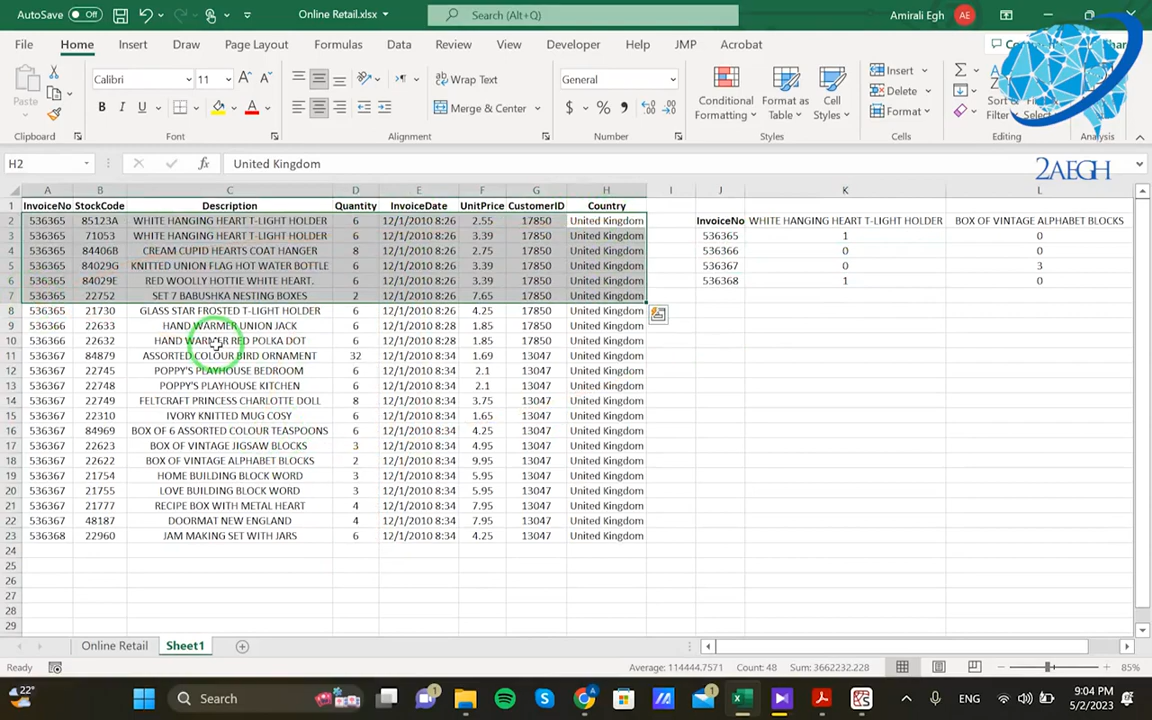 AutoSave Off Online Retail.xlsx Search (Alt+Q) Amirali Egh AE
File Home Insert Draw Page Layout Formulas Data Review View Developer Help JMP Acrobat
Paste Calibri 11 Wrap Text General Conditional Formatting Format as Table Cell Styles Insert
B I U Merge & Center $ % Delete
Format
Clipboard Font Alignment Number Styles Cells Editing Analysis
2AEGH
H2 fx United Kingdom
A B C D E F G H I J K L
1 InvoiceNo StockCode Description Quantity InvoiceDate UnitPrice CustomerID Country
2 536365 85123A WHITE HANGING HEART T-LIGHT HOLDER 6 12/1/2010 8:26 2.55 17850 United Kingdom InvoiceNo WHITE HANGING HEART T-LIGHT HOLDER BOX OF VINTAGE ALPHABET BLOCKS
3 536365 71053 WHITE HANGING HEART T-LIGHT HOLDER 6 12/1/2010 8:26 3.39 17850 United Kingdom 536365 1 0
4 536365 84406B CREAM CUPID HEARTS COAT HANGER 8 12/1/2010 8:26 2.75 17850 United Kingdom 536366 0 0
5 536365 84029G KNITTED UNION FLAG HOT WATER BOTTLE 6 12/1/2010 8:26 3.39 17850 United Kingdom 536367 0 3
6 536365 84029E RED WOOLLY HOTTIE WHITE HEART. 6 12/1/2010 8:26 3.39 17850 United Kingdom 536368 1 0
7 536365 22752 SET 7 BABUSHKA NESTING BOXES 2 12/1/2010 8:26 7.65 17850 United Kingdom
8 536365 21730 GLASS STAR FROSTED T-LIGHT HOLDER 6 12/1/2010 8:26 4.25 17850 United Kingdom
9 536366 22633 HAND WARMER UNION JACK 6 12/1/2010 8:28 1.85 17850 United Kingdom
10 536366 22632 HAND WARMER RED POLKA DOT 6 12/1/2010 8:28 1.85 17850 United Kingdom
11 536367 84879 ASSORTED COLOUR BIRD ORNAMENT 32 12/1/2010 8:34 1.69 13047 United Kingdom
12 536367 22745 POPPY'S PLAYHOUSE BEDROOM 6 12/1/2010 8:34 2.1 13047 United Kingdom
13 536367 22748 POPPY'S PLAYHOUSE KITCHEN 6 12/1/2010 8:34 2.1 13047 United Kingdom
14 536367 22749 FELTCRAFT PRINCESS CHARLOTTE DOLL 8 12/1/2010 8:34 3.75 13047 United Kingdom
15 536367 22310 IVORY KNITTED MUG COSY 6 12/1/2010 8:34 1.65 13047 United Kingdom
16 536367 84969 BOX OF 6 ASSORTED COLOUR TEASPOONS 6 12/1/2010 8:34 4.25 13047 United Kingdom
17 536367 22623 BOX OF VINTAGE JIGSAW BLOCKS 3 12/1/2010 8:34 4.95 13047 United Kingdom
18 536367 22622 BOX OF VINTAGE ALPHABET BLOCKS 2 12/1/2010 8:34 9.95 13047 United Kingdom
19 536367 21754 HOME BUILDING BLOCK WORD 3 12/1/2010 8:34 5.95 13047 United Kingdom
20 536367 21755 LOVE BUILDING BLOCK WORD 3 12/1/2010 8:34 5.95 13047 United Kingdom
21 536367 21777 RECIPE BOX WITH METAL HEART 4 12/1/2010 8:34 7.95 13047 United Kingdom
22 536367 48187 DOORMAT NEW ENGLAND 4 12/1/2010 8:34 7.95 13047 United Kingdom
23 536368 22960 JAM MAKING SET WITH JARS 6 12/1/2010 8:34 4.25 13047 United Kingdom
24
25
26
27
28
29
Online Retail Sheet1
Ready Average: 114444.7571 Count: 48 Sum: 3662232.868 85%
22° Search 1 1 ENG 9:04 PM
5/2/2023